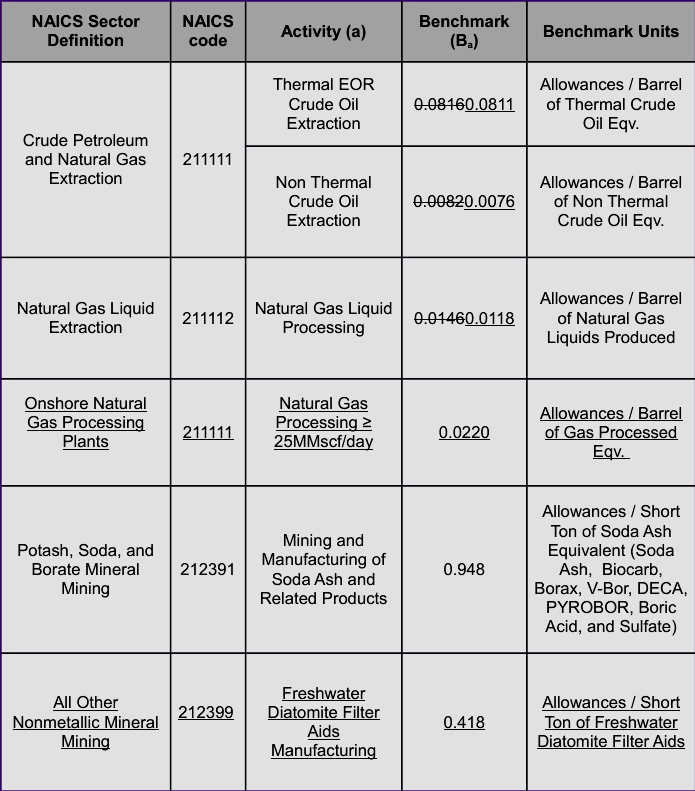 NAICS Sector
Definition
NAICS
code
Activity (a)
Benchmark
(Bₐ)
Benchmark Units
Crude Petroleum
and Natural Gas
Extraction
211111
Thermal EOR
Crude Oil
Extraction
0.08160.0811
Allowances / Barrel
of Thermal Crude
Oil Eqv.
Non Thermal
Crude Oil
Extraction
0.00820.0076
Allowances / Barrel
of Non Thermal
Crude Oil Eqv.
Natural Gas Liquid
Extraction
211112
Natural Gas Liquid
Processing
0.01460.0118
Allowances / Barrel
of Natural Gas
Liquids Produced
Onshore Natural
Gas Processing
Plants
211111
Natural Gas
Processing ≥
25MMscf/day
0.0220
Allowances / Barrel
of Gas Processed
Eqv.
Potash, Soda, and
Borate Mineral
Mining
212391
Mining and
Manufacturing of
Soda Ash and
Related Products
0.948
Allowances / Short
Ton of Soda Ash
Equivalent (Soda
Ash, Biocarb,
Borax, V-Bor, DECA,
PYROBOR, Boric
Acid, and Sulfate)
All Other
Nonmetallic Mineral
Mining
212399
Freshwater
Diatomite Filter
Aids
Manufacturing
0.418
Allowances / Short
Ton of Freshwater
Diatomite Filter Aids